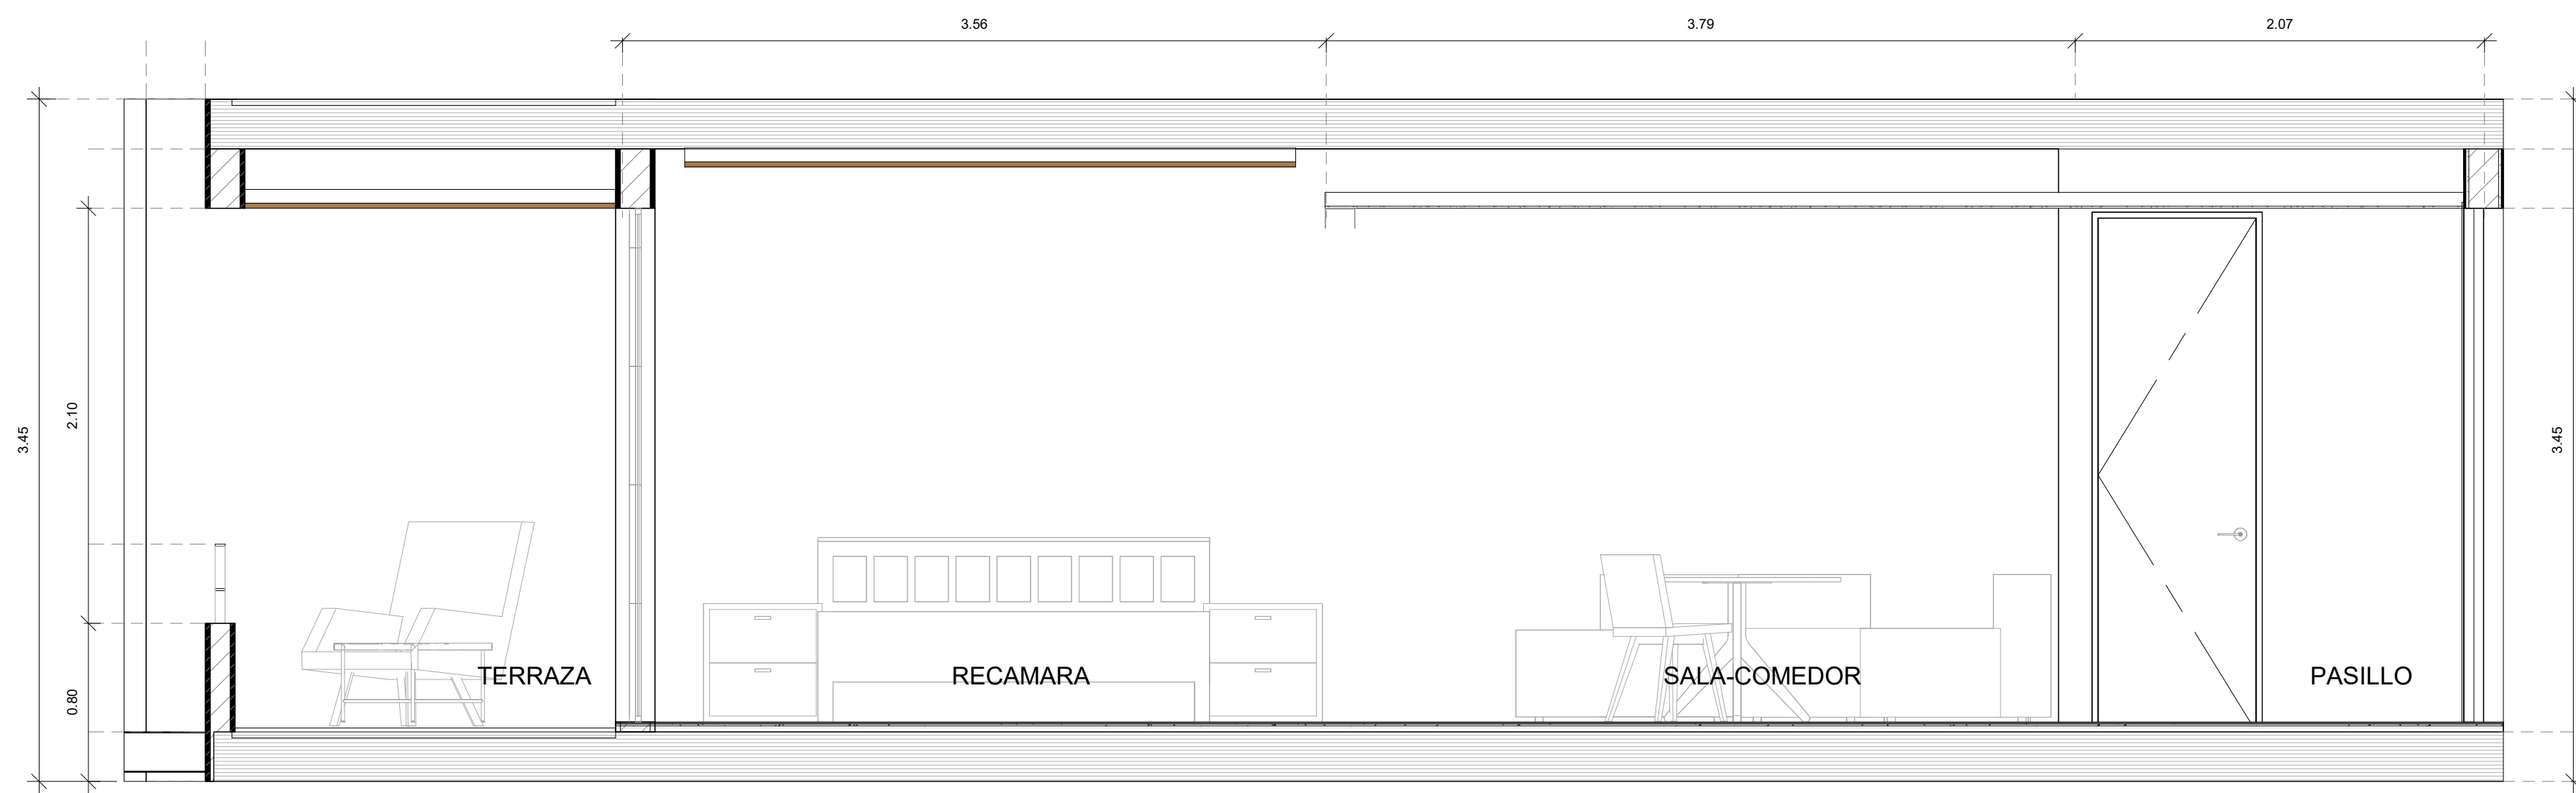 3.56
3.79
2.07
3.45
2.10
0.80
3.45
TERRAZA
RECAMARA
SALA-COMEDOR
PASILLO